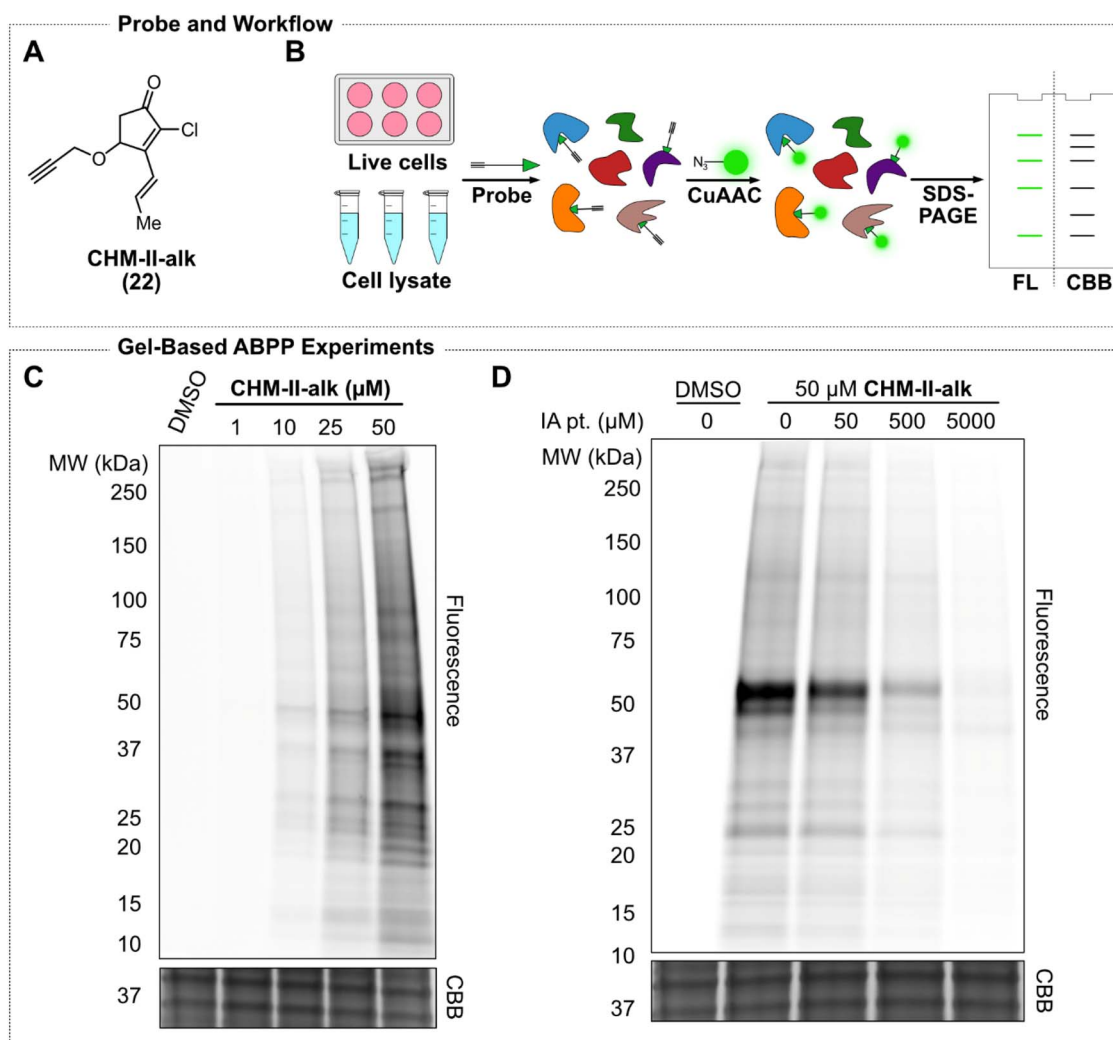 Probe and Workflow
A
O
Cl
O
Me
CHM-II-alk
(22)
B
Live cells
Cell lysate
Probe
N3
CuAAC
SDS-
PAGE
FL
CBB
Gel-Based ABPP Experiments
C
DMSO
CHM-II-alk (μM)
1 10 25 50
MW (kDa)
250
150
100
75
50
37
25
20
15
10
Fluorescence
37
CBB
D
DMSO 50 μM CHM-II-alk
IA pt. (μM) 0 0 50 500 5000
MW (kDa)
250
150
100
75
50
37
25
20
15
10
Fluorescence
37
CBB